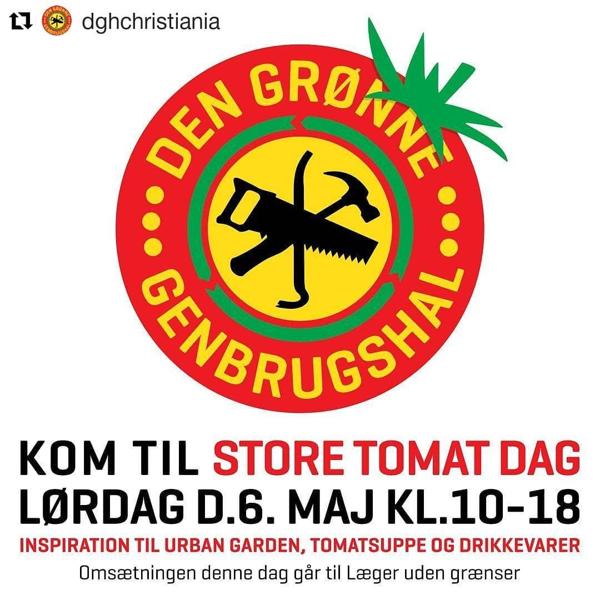 dghchristiania
DEN GRØNNE
GENBRUGSHAL
KOM TIL STORE TOMAT DAG
LØRDAG D.6. MAJ KL.10-18
INSPIRATION TIL URBAN GARDEN, TOMATSUPPE OG DRIKKEVARER
Omsætningen denne dag går til Læger uden grænser